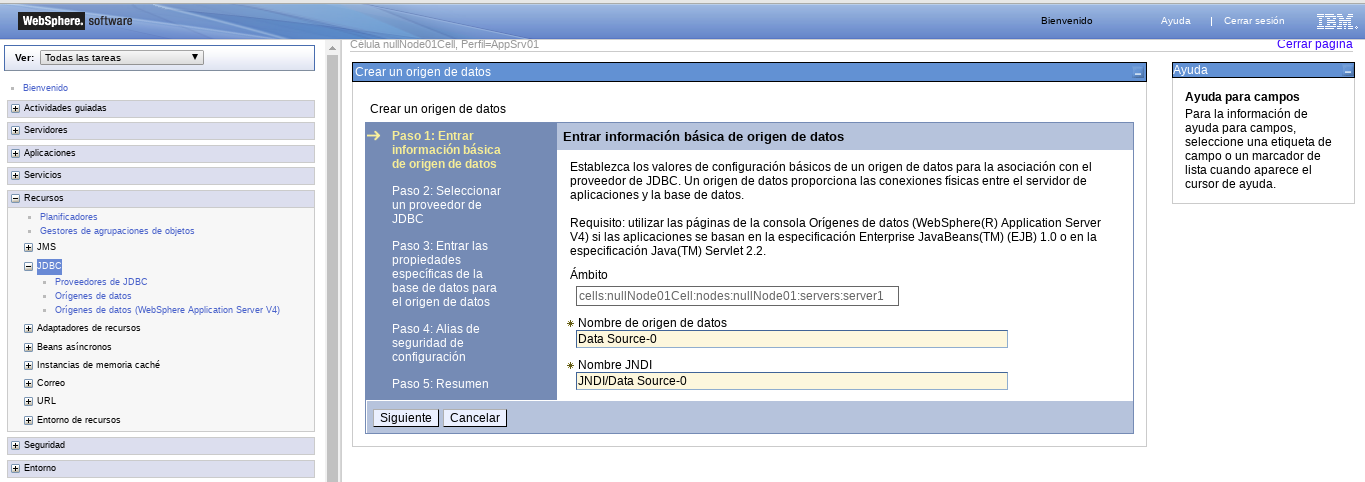 WebSphere. software
Bienvenido
Ayuda | Cerrar sesión
IBM.
Ver: Todas las tareas
Bienvenido
Actividades guiadas
Servidores
Aplicaciones
Servicios
Recursos
Planificadores
Gestores de agrupaciones de objetos
JMS
JDBC
Proveedores de JDBC
Orígenes de datos
Orígenes de datos (WebSphere Application Server V4)
Adaptadores de recursos
Beans asíncronos
Instancias de memoria caché
Correo
URL
Entorno de recursos
Seguridad
Entorno
Célula nullNode01Cell, Perfil=AppSrv01
Cerrar página
Crear un origen de datos
Crear un origen de datos
Paso 1: Entrar
información básica
de origen de datos
Paso 2: Seleccionar
un proveedor de
JDBC
Paso 3: Entrar las
propiedades
específicas de la
base de datos para
el origen de datos
Paso 4: Alias de
seguridad de
configuración
Paso 5: Resumen
Entrar información básica de origen de datos
Establezca los valores de configuración básicos de un origen de datos para la asociación con el
proveedor de JDBC. Un origen de datos proporciona las conexiones físicas entre el servidor de
aplicaciones y la base de datos.
Requisito: utilizar las páginas de la consola Orígenes de datos (WebSphere(R) Application Server
V4) si las aplicaciones se basan en la especificación Enterprise JavaBeans(TM) (EJB) 1.0 o en la
especificación Java(TM) Servlet 2.2.
Ámbito
cells:nullNode01Cell:nodes:nullNode01:servers:server1
Nombre de origen de datos
Data Source-0
Nombre JNDI
JNDI/Data Source-0
Siguiente Cancelar
Ayuda
Ayuda para campos
Para la información de
ayuda para campos,
seleccione una etiqueta de
campo o un marcador de
lista cuando aparece el
cursor de ayuda.